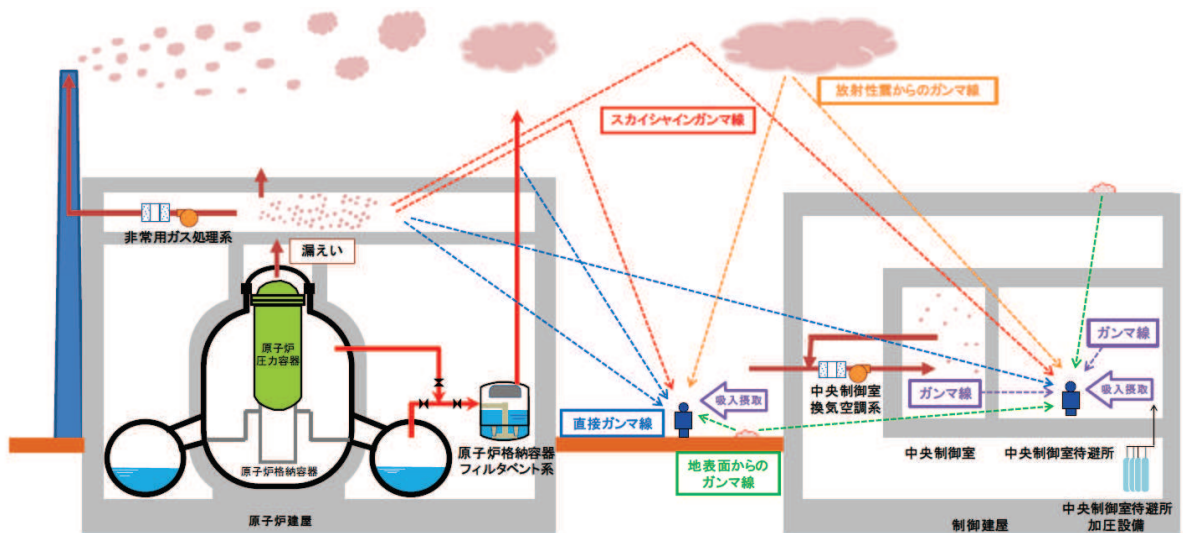 放射性雲からのガンマ線
スカイシャインガンマ線
非常用ガス処理系
漏えい
原子炉
圧力容器
原子炉格納容器
原子炉建屋
原子炉格納容器
フィルタベント系
直接ガンマ線
吸入摂取
地表面からの
ガンマ線
中央制御室
換気空調系
ガンマ線
ガンマ線
吸入摂取
中央制御室
中央制御室待避所
中央制御室待避所
加圧設備
制御建屋